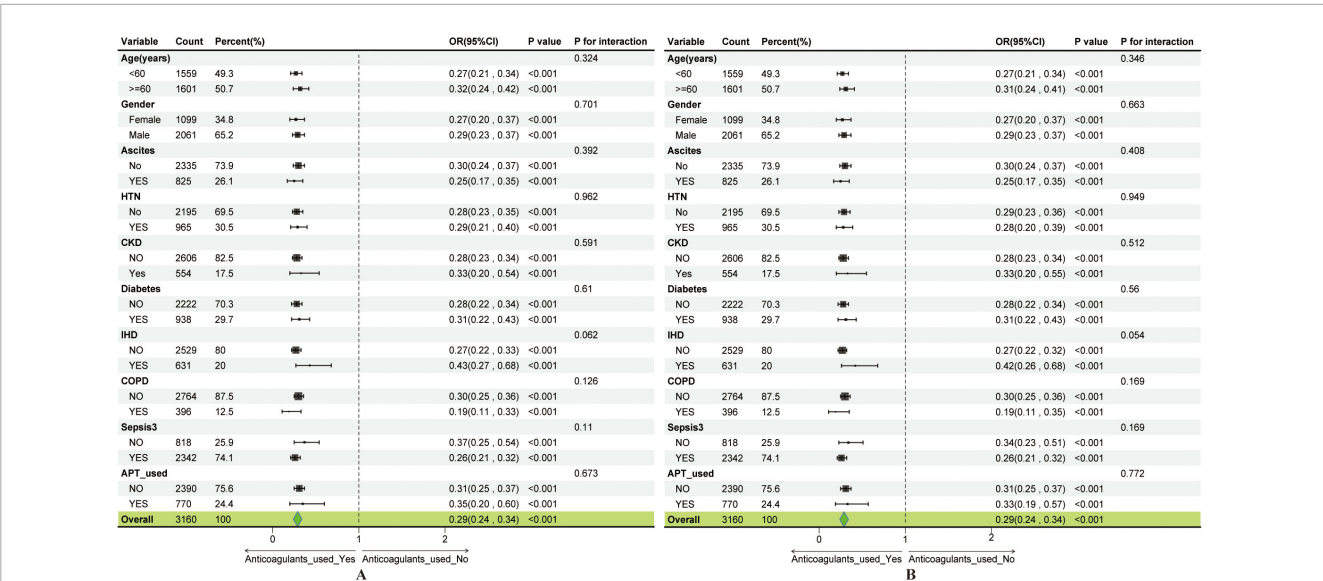 Variable Count Percent(%) OR(95%CI) P value P for interaction
Age(years) 0.324
<60 1559 49.3 0.27(0.21 , 0.34) <0.001
>=60 1601 50.7 0.32(0.24 , 0.42) <0.001
Gender 0.701
Female 1099 34.8 0.27(0.20 , 0.37) <0.001
Male 2061 65.2 0.29(0.23 , 0.37) <0.001
Ascites 0.392
No 2335 73.9 0.30(0.24 , 0.37) <0.001
YES 825 26.1 0.25(0.17 , 0.35) <0.001
HTN 0.962
No 2195 69.5 0.28(0.23 , 0.35) <0.001
YES 965 30.5 0.29(0.21 , 0.40) <0.001
CKD 0.591
NO 2606 82.5 0.28(0.23 , 0.34) <0.001
Yes 554 17.5 0.33(0.20 , 0.54) <0.001
Diabetes 0.61
NO 2222 70.3 0.28(0.22 , 0.34) <0.001
YES 938 29.7 0.31(0.22 , 0.43) <0.001
IHD 0.062
NO 2529 80 0.27(0.22 , 0.33) <0.001
YES 631 20 0.43(0.27 , 0.68) <0.001
COPD 0.126
NO 2764 87.5 0.30(0.25 , 0.36) <0.001
YES 396 12.5 0.19(0.11 , 0.33) <0.001
Sepsis3 0.11
NO 818 25.9 0.37(0.25 , 0.54) <0.001
YES 2342 74.1 0.26(0.21 , 0.32) <0.001
APT_used 0.673
NO 2390 75.6 0.31(0.25 , 0.37) <0.001
YES 770 24.4 0.35(0.20 , 0.60) <0.001
Overall 3160 100 0.29(0.24 , 0.34) <0.001
0 1 2
Anticoagulants_used_Yes Anticoagulants_used_No
A
Variable Count Percent(%) OR(95%CI) P value P for interaction
Age(years) 0.346
<60 1559 49.3 0.27(0.21 , 0.34) <0.001
>=60 1601 50.7 0.31(0.24 , 0.41) <0.001
Gender 0.663
Female 1099 34.8 0.27(0.20 , 0.37) <0.001
Male 2061 65.2 0.29(0.23 , 0.37) <0.001
Ascites 0.408
No 2335 73.9 0.30(0.24 , 0.37) <0.001
YES 825 26.1 0.25(0.17 , 0.35) <0.001
HTN 0.949
No 2195 69.5 0.29(0.23 , 0.36) <0.001
YES 965 30.5 0.28(0.20 , 0.39) <0.001
CKD 0.512
NO 2606 82.5 0.28(0.23 , 0.34) <0.001
Yes 554 17.5 0.33(0.20 , 0.55) <0.001
Diabetes 0.56
NO 2222 70.3 0.28(0.22 , 0.34) <0.001
YES 938 29.7 0.31(0.22 , 0.43) <0.001
IHD 0.054
NO 2529 80 0.27(0.22 , 0.32) <0.001
YES 631 20 0.42(0.26 , 0.68) <0.001
COPD 0.169
NO 2764 87.5 0.30(0.25 , 0.36) <0.001
YES 396 12.5 0.19(0.11 , 0.35) <0.001
Sepsis3 0.169
NO 818 25.9 0.34(0.23 , 0.51) <0.001
YES 2342 74.1 0.26(0.21 , 0.32) <0.001
APT_used 0.772
NO 2390 75.6 0.31(0.25 , 0.37) <0.001
YES 770 24.4 0.33(0.19 , 0.57) <0.001
Overall 3160 100 0.29(0.24 , 0.34) <0.001
0 1 2
Anticoagulants_used_Yes Anticoagulants_used_No
B